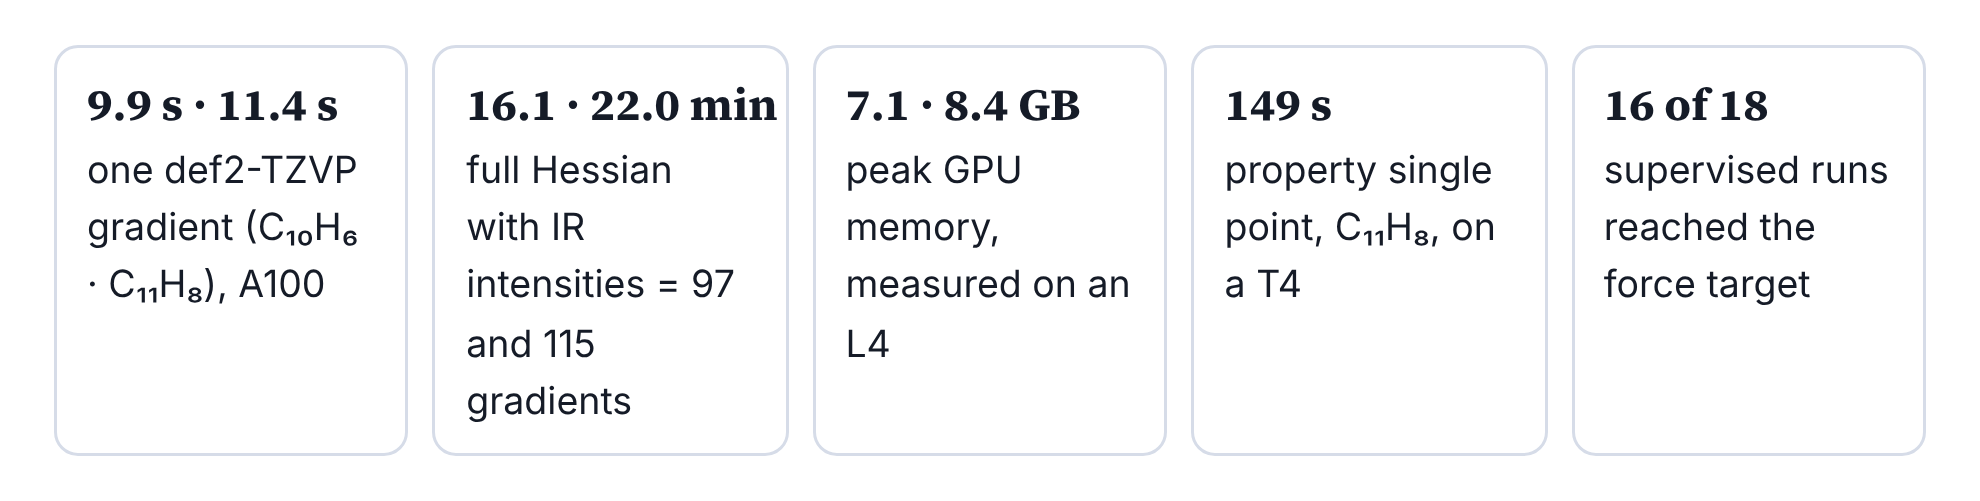 9.9 s · 11.4 s
one def2-TZVP
gradient (C₁₀H₆
· C₁₁H₈), A100
16.1 · 22.0 min
full Hessian
with IR
intensities = 97
and 115
gradients
7.1 · 8.4 GB
peak GPU
memory,
measured on an
L4
149 s
property single
point, C₁₁H₈, on
a T4
16 of 18
supervised runs
reached the
force target